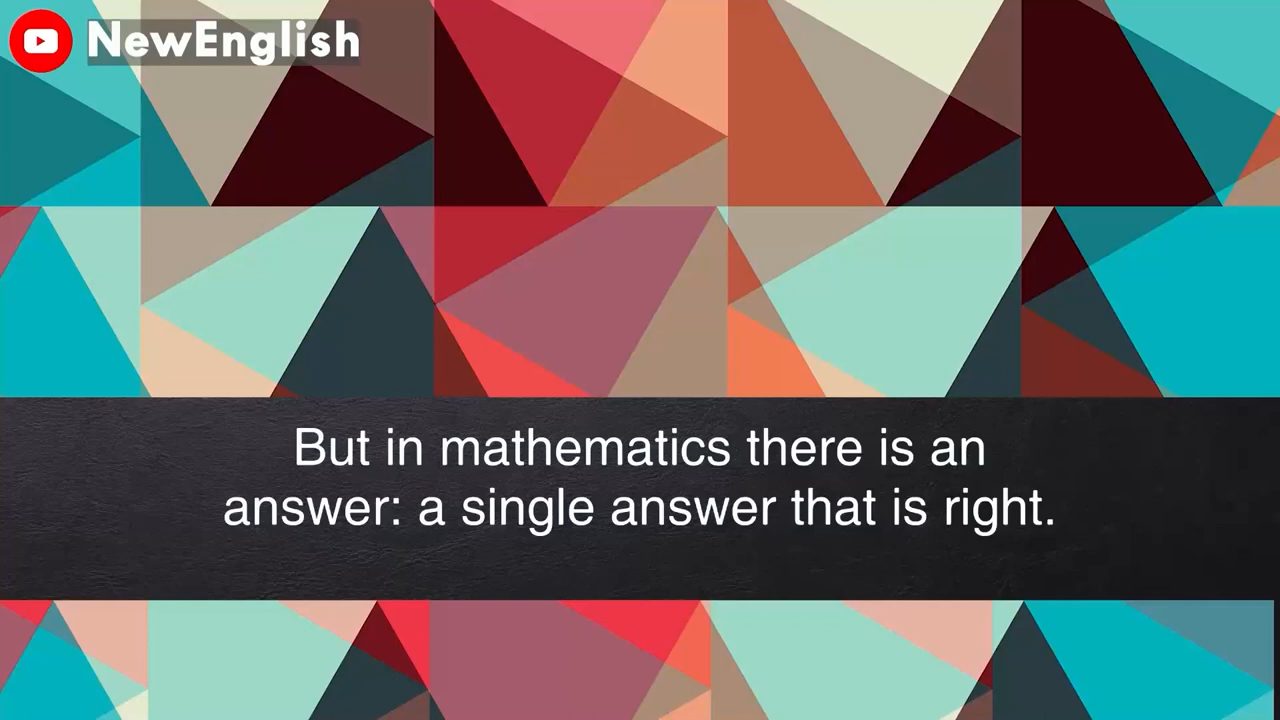 NewEnglish
But in mathematics there is an
answer: a single answer that is right.